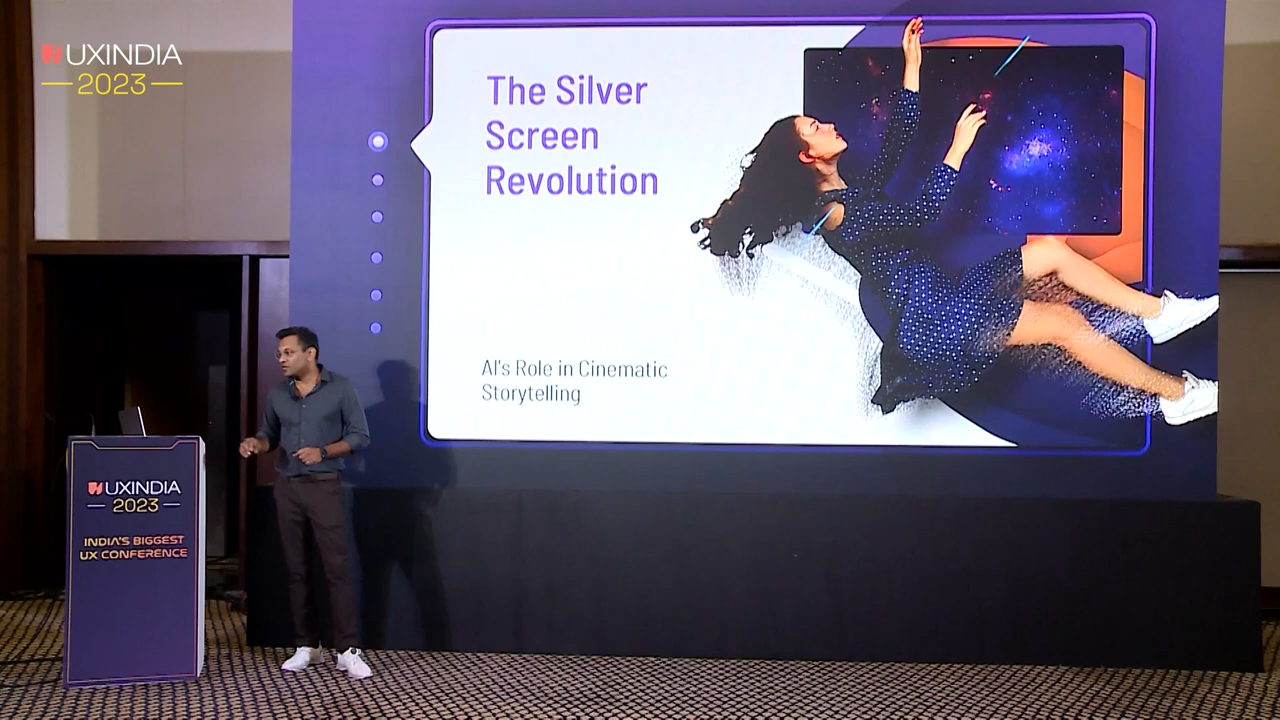 UXINDIA
2023
The Silver
Screen
Revolution
AI's Role in Cinematic
Storytelling
UXINDIA
2023
INDIA'S BIGGEST
UX CONFERENCE